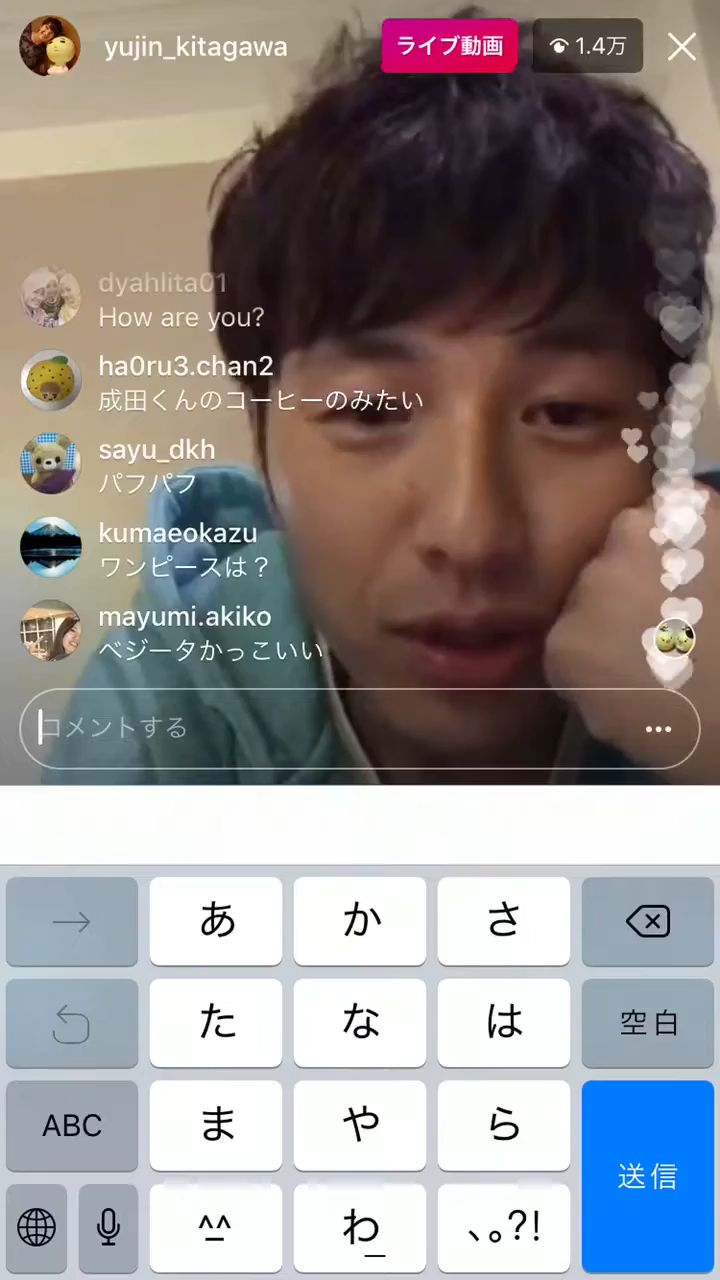 yujin_kitagawa
ライブ動画
1.4万
dyahlita01
How are you?
ha0ru3.chan2
成田くんのコーヒーのみたい
sayu_dkh
パフパフ
kumaeokazu
ワンピースは？
mayumi.akiko
ベジータかっこいい
コメントする
→ あ か さ
た な は 空白
ABC ま や ら 送信
^^ わ 、。?!